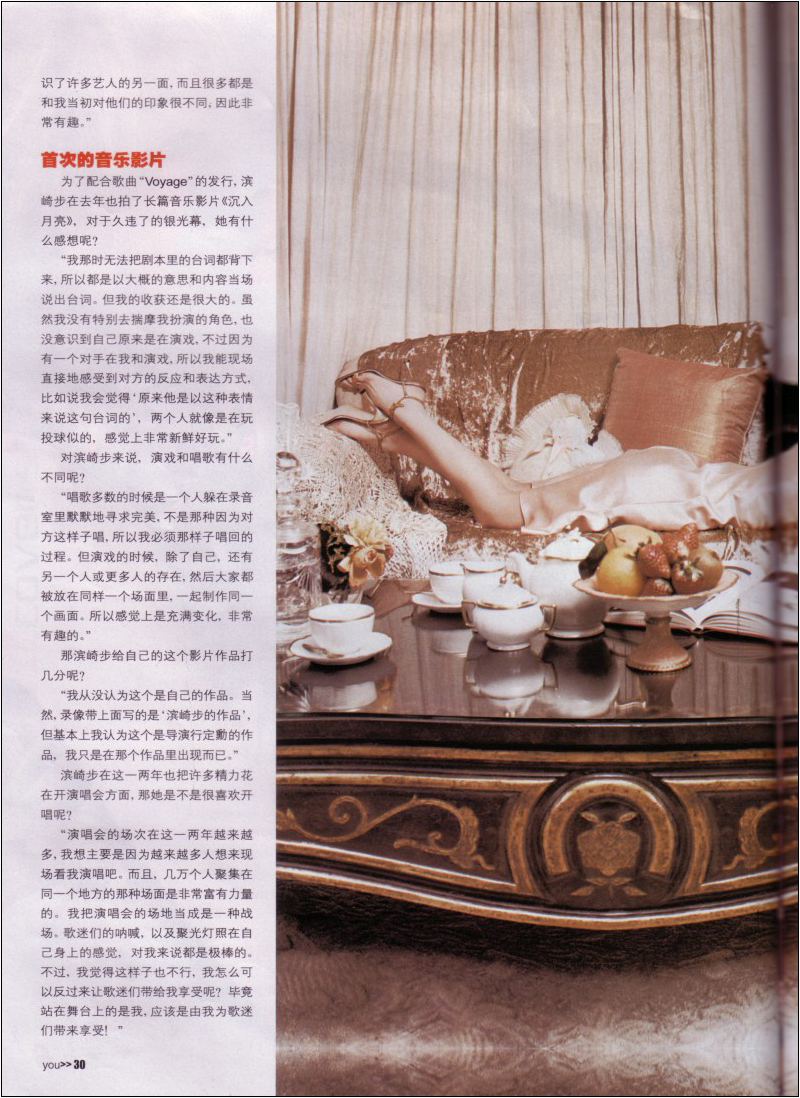 识了许多艺人的另一面，而且很多都是
和我当初对他们的印象很不同，因此非
常有趣。”
首次的音乐影片
为了配合歌曲“Voyage”的发行，滨
崎步在去年也拍了长篇音乐影片《沉入
月亮》，对于久违了的银光幕，她有什
么感想呢？
“我那时无法把剧本里的台词都背下
来，所以都是以大概的意思和内容当场
说出台词。但我的收获还是很大的。虽
然我没有特别去揣摩我扮演的角色，也
没意识到自己原来是在演戏，不过因为
有一个对手在我和演戏，所以我能现场
直接地感受到对方的反应和表达方式，
比如说我会觉得‘原来他是以这种表情
来说这句台词的’，两个人就像是在玩
投球似的，感觉上非常新鲜好玩。”
对滨崎步来说，演戏和唱歌有什么
不同呢？
“唱歌多数的时候是一个人躲在录音
室里默默地寻求完美，不是那种因为对
方这样子唱，所以我必须那样子唱回的
过程。但演戏的时候，除了自己，还有
另一个人或更多人的存在，然后大家都
被放在同样一个场面里，一起制作同一
个画面。所以感觉上是充满变化，非常
有趣的。”
那滨崎步给自己的这个影片作品打
几分呢？
“我从没认为这个是自己的作品。当
然，录像带上面写的是‘滨崎步的作品’，
但基本上我认为这个是导演行定勳的作
品，我只是在那个作品里出现而已。”
滨崎步在这一两年也把许多精力花
在开演唱会方面，那她是不是很喜欢开
唱呢？
“演唱会的场次在这一两年越来越
多，我想主要是因为越来越多人想来现
场看我演唱吧。而且，几万个人聚集在
同一个地方的那种场面是非常富有力量
的。我把演唱会的场地当成是一种战
场。歌迷们的呐喊，以及聚光灯照在自
己身上的感觉，对我来说都是极棒的。
不过，我觉得这样子也不行，我怎么可
以反过来让歌迷们带给我享受呢？毕竟
站在舞台上的是我，应该是由我为歌迷
们带来享受！”
you>> 30